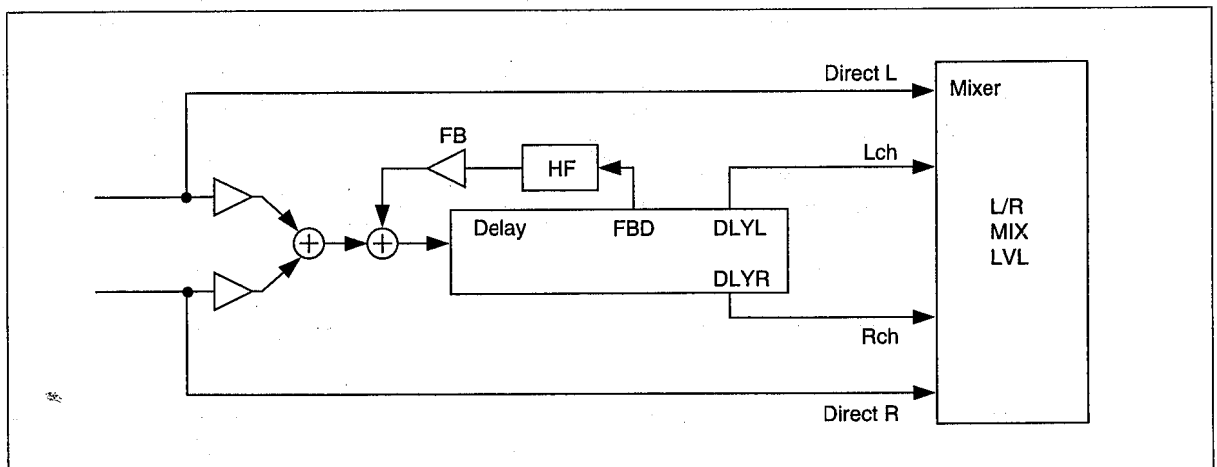 Direct L
Mixer
FB
HF
Lch
Delay
FBD
DLYL
L/R
MIX
LVL
DLYR
Rch
Direct R